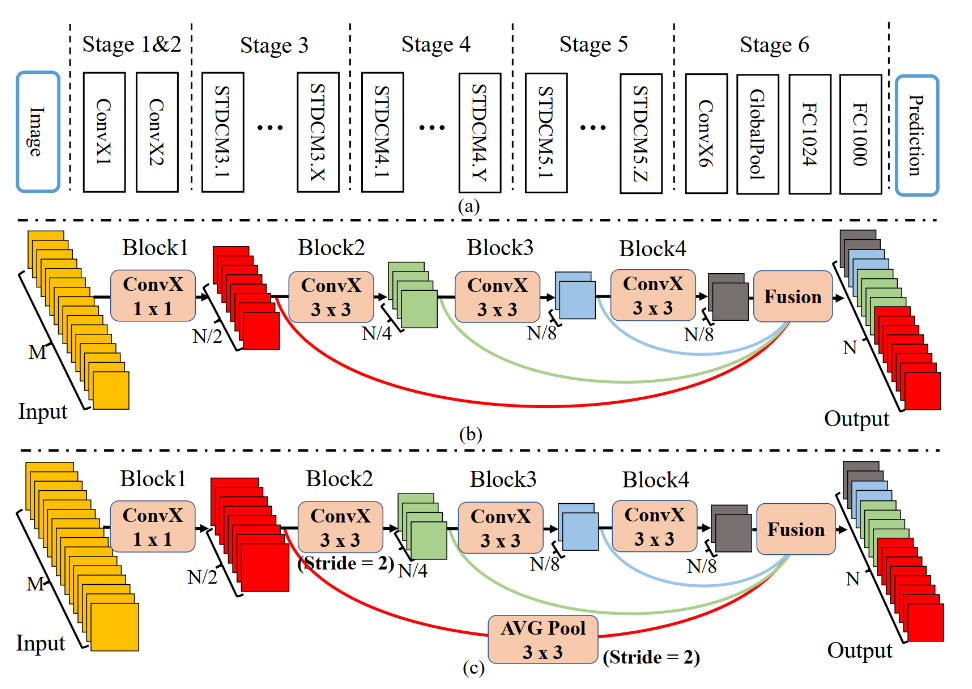 Stage 1&2
Stage 3
Stage 4
Stage 5
Stage 6
Image
ConvX1
ConvX2
STDCM3.1
...
STDCM3.X
STDCM4.1
...
STDCM4.Y
STDCM5.1
...
STDCM5.Z
ConvX6
GlobalPool
FC1024
FC1000
Prediction
(a)
Block1
Block2
Block3
Block4
ConvX
1 x 1
ConvX
3 x 3
ConvX
3 x 3
ConvX
3 x 3
Fusion
M
N/2
N/4
N/8
N/8
N
Input
Output
(b)
Block1
Block2
Block3
Block4
ConvX
1 x 1
ConvX
3 x 3
(Stride = 2)
ConvX
3 x 3
ConvX
3 x 3
Fusion
M
N/2
N/4
N/8
N/8
N
AVG Pool
3 x 3
(Stride = 2)
Input
Output
(c)